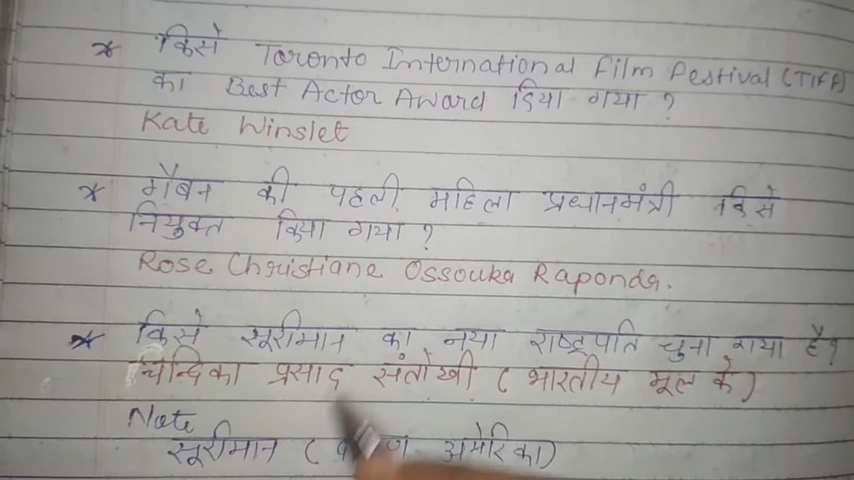 * किसे Toronto International Film Festival (TIFF)
का Best Actor Award दिया गया ?
Kate Winslet
* गैबन की पहली महिला प्रधानमंत्री किसे
नियुक्त किया गया ?
Rose Christiane Ossouka Raponda.
* किसे सूरीमान का नया राष्ट्रपति चुना गया है?
चन्दिका प्रसाद संतोखी ( भारतीय मूल के)
Note
सूरीमान ( अमेरिका)